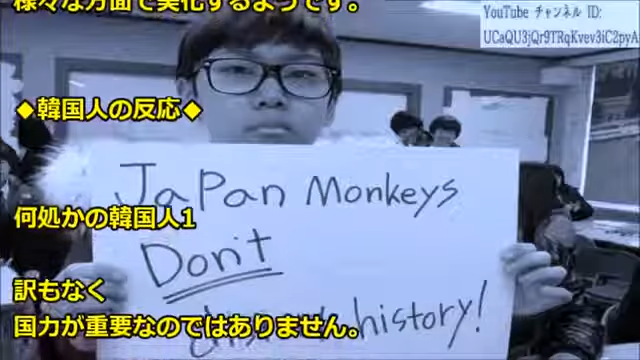 様々な方面で美化するようです。
YouTube チャンネル ID:
UCaQU3jQr9TRqKvev3iC2pyA
◆韓国人の反応◆
JaPan Monkeys
何処かの韓国人1
Don't
訳もなく
history!
国力が重要なのではありません。